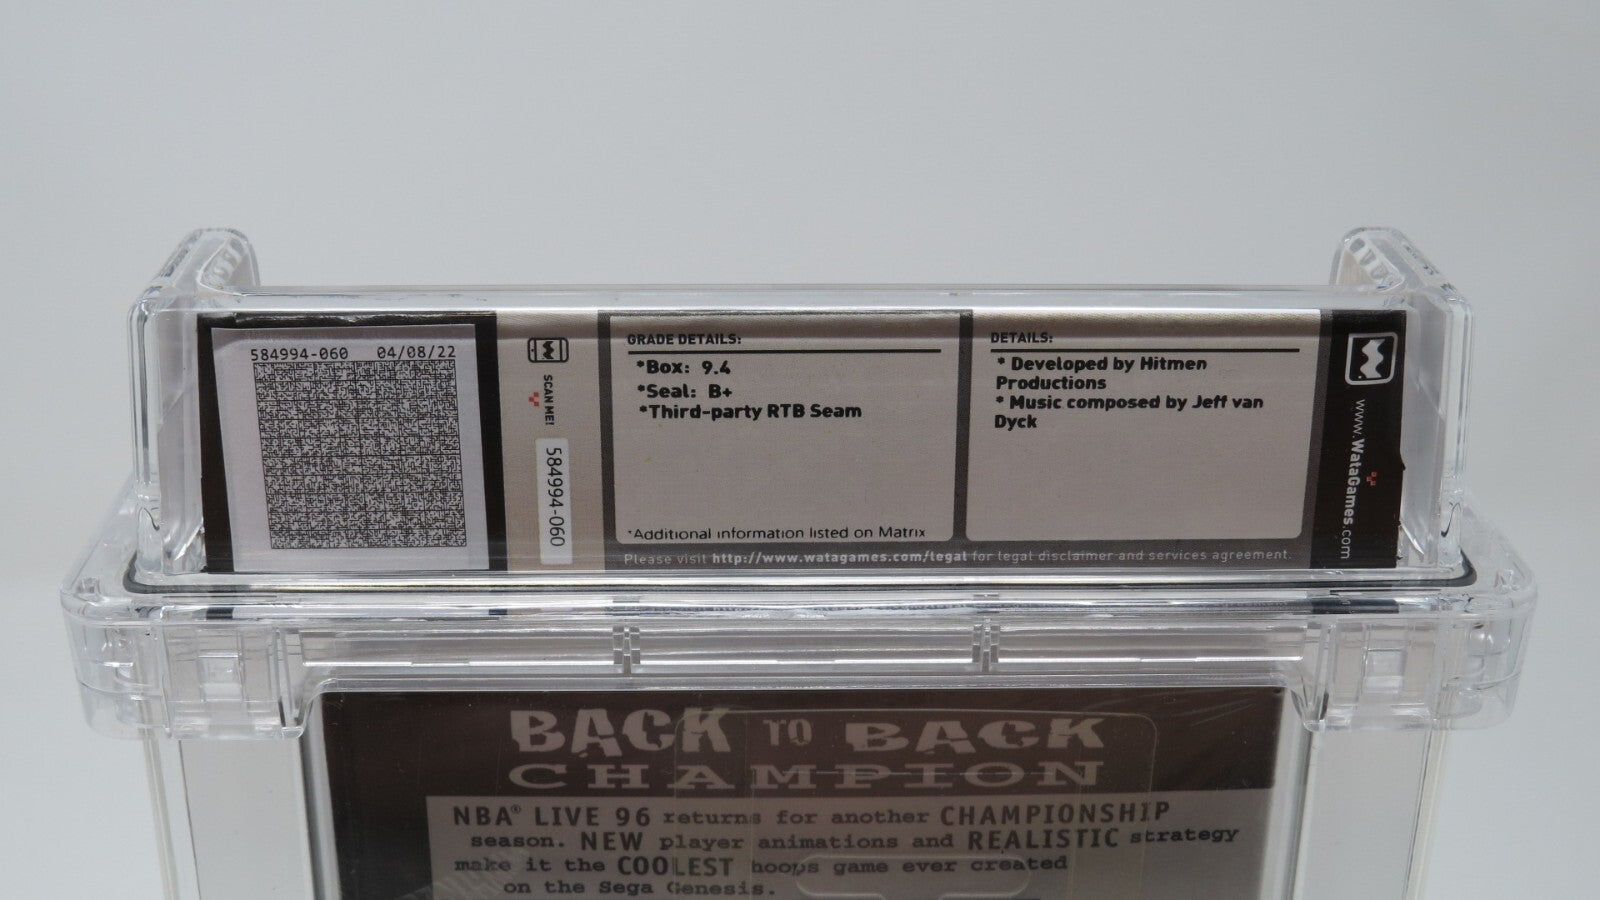 584994-060 04/08/22
SCAN ME!
584994-060
GRADE DETAILS:
*Box: 9.4
*Seal: B+
*Third-party RTB Seam
*Additional information listed on Matrix
DETAILS:
* Developed by Hitmen
Productions
* Music composed by Jeff van
Dyck
Please visit http://www.watagames.com/legal for legal disclaimer and services agreement.
www.WataGames.com
BACK TO BACK
CHAMPION
NBA® LIVE 96 returns for another CHAMPIONSHIP
season. NEW player animations and REALISTIC strategy
make it the COOLEST hoops game ever created
on the Sega Genesis.